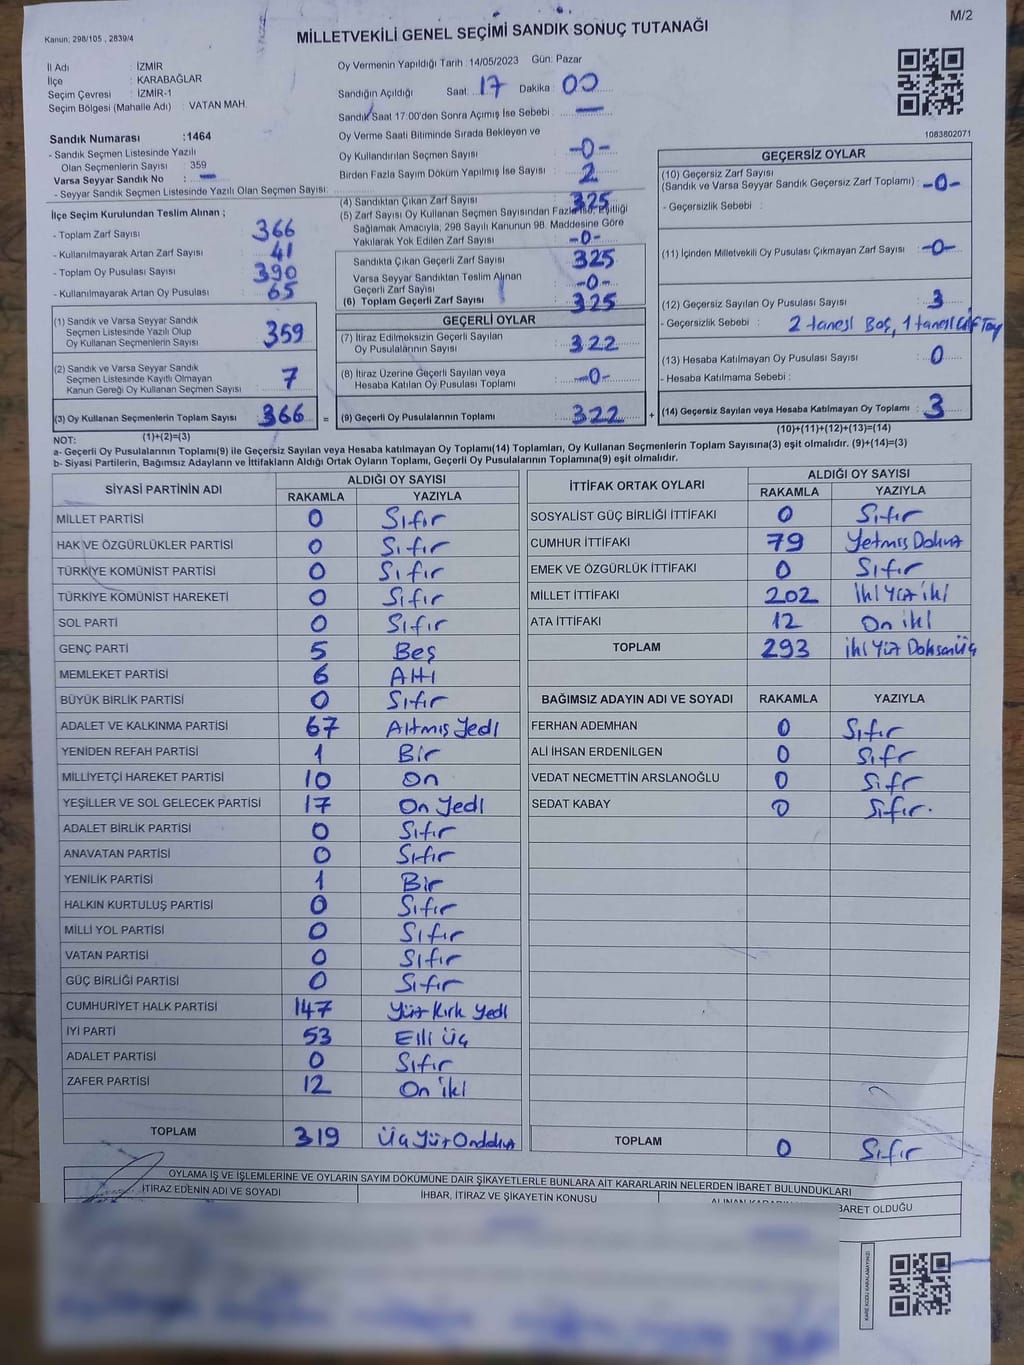 M/2
Kanun; 298/105 , 2839/4
MİLLETVEKİLİ GENEL SEÇİMİ SANDIK SONUÇ TUTANAĞI
İl Adı : İZMİR
İlçe : KARABAĞLAR
Seçim Çevresi : İZMİR-1
Seçim Bölgesi (Mahalle Adı) : VATAN MAH.
Sandık Numarası :1464
- Sandık Seçmen Listesinde Yazılı
Olan Seçmenlerin Sayısı : 359
Varsa Seyyar Sandık No : —
- Seyyar Sandık Seçmen Listesinde Yazılı Olan Seçmen Sayısı:
Oy Vermenin Yapıldığı Tarih : 14/05/2023 Gün: Pazar
Sandığın Açıldığı Saat : 17 Dakika : 00
Sandık Saat 17:00'den Sonra Açımış İse Sebebi : —
Oy Verme Saati Bitiminde Sırada Bekleyen ve
Oy Kullandırılan Seçmen Sayısı : -0-
Birden Fazla Sayım Döküm Yapılmış İse Sayısı : 2
1083802071
İlçe Seçim Kurulundan Teslim Alınan ;
- Toplam Zarf Sayısı : 366
- Kullanılmayarak Artan Zarf Sayısı : 41
- Toplam Oy Pusulası Sayısı : 390
- Kullanılmayarak Artan Oy Pusulası : 65
(1) Sandık ve Varsa Seyyar Sandık
Seçmen Listesinde Yazılı Olup
Oy Kullanan Seçmenlerin Sayısı : 359
(2) Sandık ve Varsa Seyyar Sandık
Seçmen Listesinde Kayıtlı Olmayan
Kanun Gereği Oy Kullanan Seçmen Sayısı : 7
(3) Oy Kullanan Seçmenlerin Toplam Sayısı : 366 =
(1)+(2)=(3)
(4) Sandıktan Çıkan Zarf Sayısı : 325
(5) Zarf Sayısı Oy Kullanan Seçmen Sayısından Fazla ise, Eşitliği
Sağlamak Amacıyla, 298 Sayılı Kanunun 98. Maddesine Göre
Yakılarak Yok Edilen Zarf Sayısı : -0-
Sandıkta Çıkan Geçerli Zarf Sayısı : 325
Varsa Seyyar Sandıktan Teslim Alınan
Geçerli Zarf Sayısı : -0-
(6) Toplam Geçerli Zarf Sayısı : 325
GEÇERLİ OYLAR
(7) İtiraz Edilmeksizin Geçerli Sayılan
Oy Pusulalarının Sayısı : 322
(8) İtiraz Üzerine Geçerli Sayılan veya
Hesaba Katılan Oy Pusulası Toplamı : -0-
(9) Geçerli Oy Pusulalarının Toplamı : 322 +
GEÇERSİZ OYLAR
(10) Geçersiz Zarf Sayısı
(Sandık ve Varsa Seyyar Sandık Geçersiz Zarf Toplamı) : -0-
- Geçersizlik Sebebi :
(11) İçinden Milletvekili Oy Pusulası Çıkmayan Zarf Sayısı : -0-
(12) Geçersiz Sayılan Oy Pusulası Sayısı : 3
- Geçersizlik Sebebi : 2 tanesi Boş, 1 tanesi
(13) Hesaba Katılmayan Oy Pusulası Sayısı : 0
- Hesaba Katılmama Sebebi :
(14) Geçersiz Sayılan veya Hesaba Katılmayan Oy Toplamı : 3
(10)+(11)+(12)+(13)=(14)
NOT:
a- Geçerli Oy Pusulalarının Toplamı(9) ile Geçersiz Sayılan veya Hesaba katılmayan Oy Toplamı(14) Toplamları, Oy Kullanan Seçmenlerin Toplam Sayısına(3) eşit olmalıdır. (9)+(14)=(3)
b- Siyasi Partilerin, Bağımsız Adayların ve İttifakların Aldığı Ortak Oyların Toplamı, Geçerli Oy Pusulalarının Toplamına(9) eşit olmalıdır.
SİYASİ PARTİNİN ADI ALDIĞI OY SAYISI
RAKAMLA YAZIYLA
MİLLET PARTİSİ 0 Sıfır
HAK VE ÖZGÜRLÜKLER PARTİSİ 0 Sıfır
TÜRKİYE KOMÜNİST PARTİSİ 0 Sıfır
TÜRKİYE KOMÜNİST HAREKETİ 0 Sıfır
SOL PARTİ 0 Sıfır
GENÇ PARTİ 5 Beş
MEMLEKET PARTİSİ 6 Altı
BÜYÜK BİRLİK PARTİSİ 0 Sıfır
ADALET VE KALKINMA PARTİSİ 67 Altmış Yedi
YENİDEN REFAH PARTİSİ 1 Bir
MİLLİYETÇİ HAREKET PARTİSİ 10 On
YEŞİLLER VE SOL GELECEK PARTİSİ 17 On Yedi
ADALET BİRLİK PARTİSİ 0 Sıfır
ANAVATAN PARTİSİ 0 Sıfır
YENİLİK PARTİSİ 1 Bir
HALKIN KURTULUŞ PARTİSİ 0 Sıfır
MİLLİ YOL PARTİSİ 0 Sıfır
VATAN PARTİSİ 0 Sıfır
GÜÇ BİRLİĞİ PARTİSİ 0 Sıfır
CUMHURİYET HALK PARTİSİ 147 Yüz Kırk Yedi
İYİ PARTİ 53 Elli Üç
ADALET PARTİSİ 0 Sıfır
ZAFER PARTİSİ 12 On iki
TOPLAM 319 Üç Yüz Ondokuz
İTTİFAK ORTAK OYLARI ALDIĞI OY SAYISI
RAKAMLA YAZIYLA
SOSYALİST GÜÇ BİRLİĞİ İTTİFAKI 0 Sıfır
CUMHUR İTTİFAKI 79 Yetmiş Dokuz
EMEK VE ÖZGÜRLÜK İTTİFAKI 0 Sıfır
MİLLET İTTİFAKI 202 İki Yüz iki
ATA İTTİFAKI 12 On iki
TOPLAM 293 iki Yüz Doksan Üç
BAĞIMSIZ ADAYIN ADI VE SOYADI RAKAMLA YAZIYLA
FERHAN ADEMHAN 0 Sıfır
ALİ İHSAN ERDENİLGEN 0 Sıfr
VEDAT NECMETTİN ARSLANOĞLU 0 Sıfr
SEDAT KABAY 0 Sıfır.
TOPLAM 0 Sıfır
OYLAMA İŞ VE İŞLEMLERİNE VE OYLARIN SAYIM DÖKÜMÜNE DAİR ŞİKAYETLERLE BUNLARA AİT KARARLARIN NELERDEN İBARET BULUNDUKLARI
İTİRAZ EDENİN ADI VE SOYADI İHBAR, İTİRAZ VE ŞİKAYETİN KONUSU BARET OLDUĞU
KARE KODU KARALAMAYINIZ!